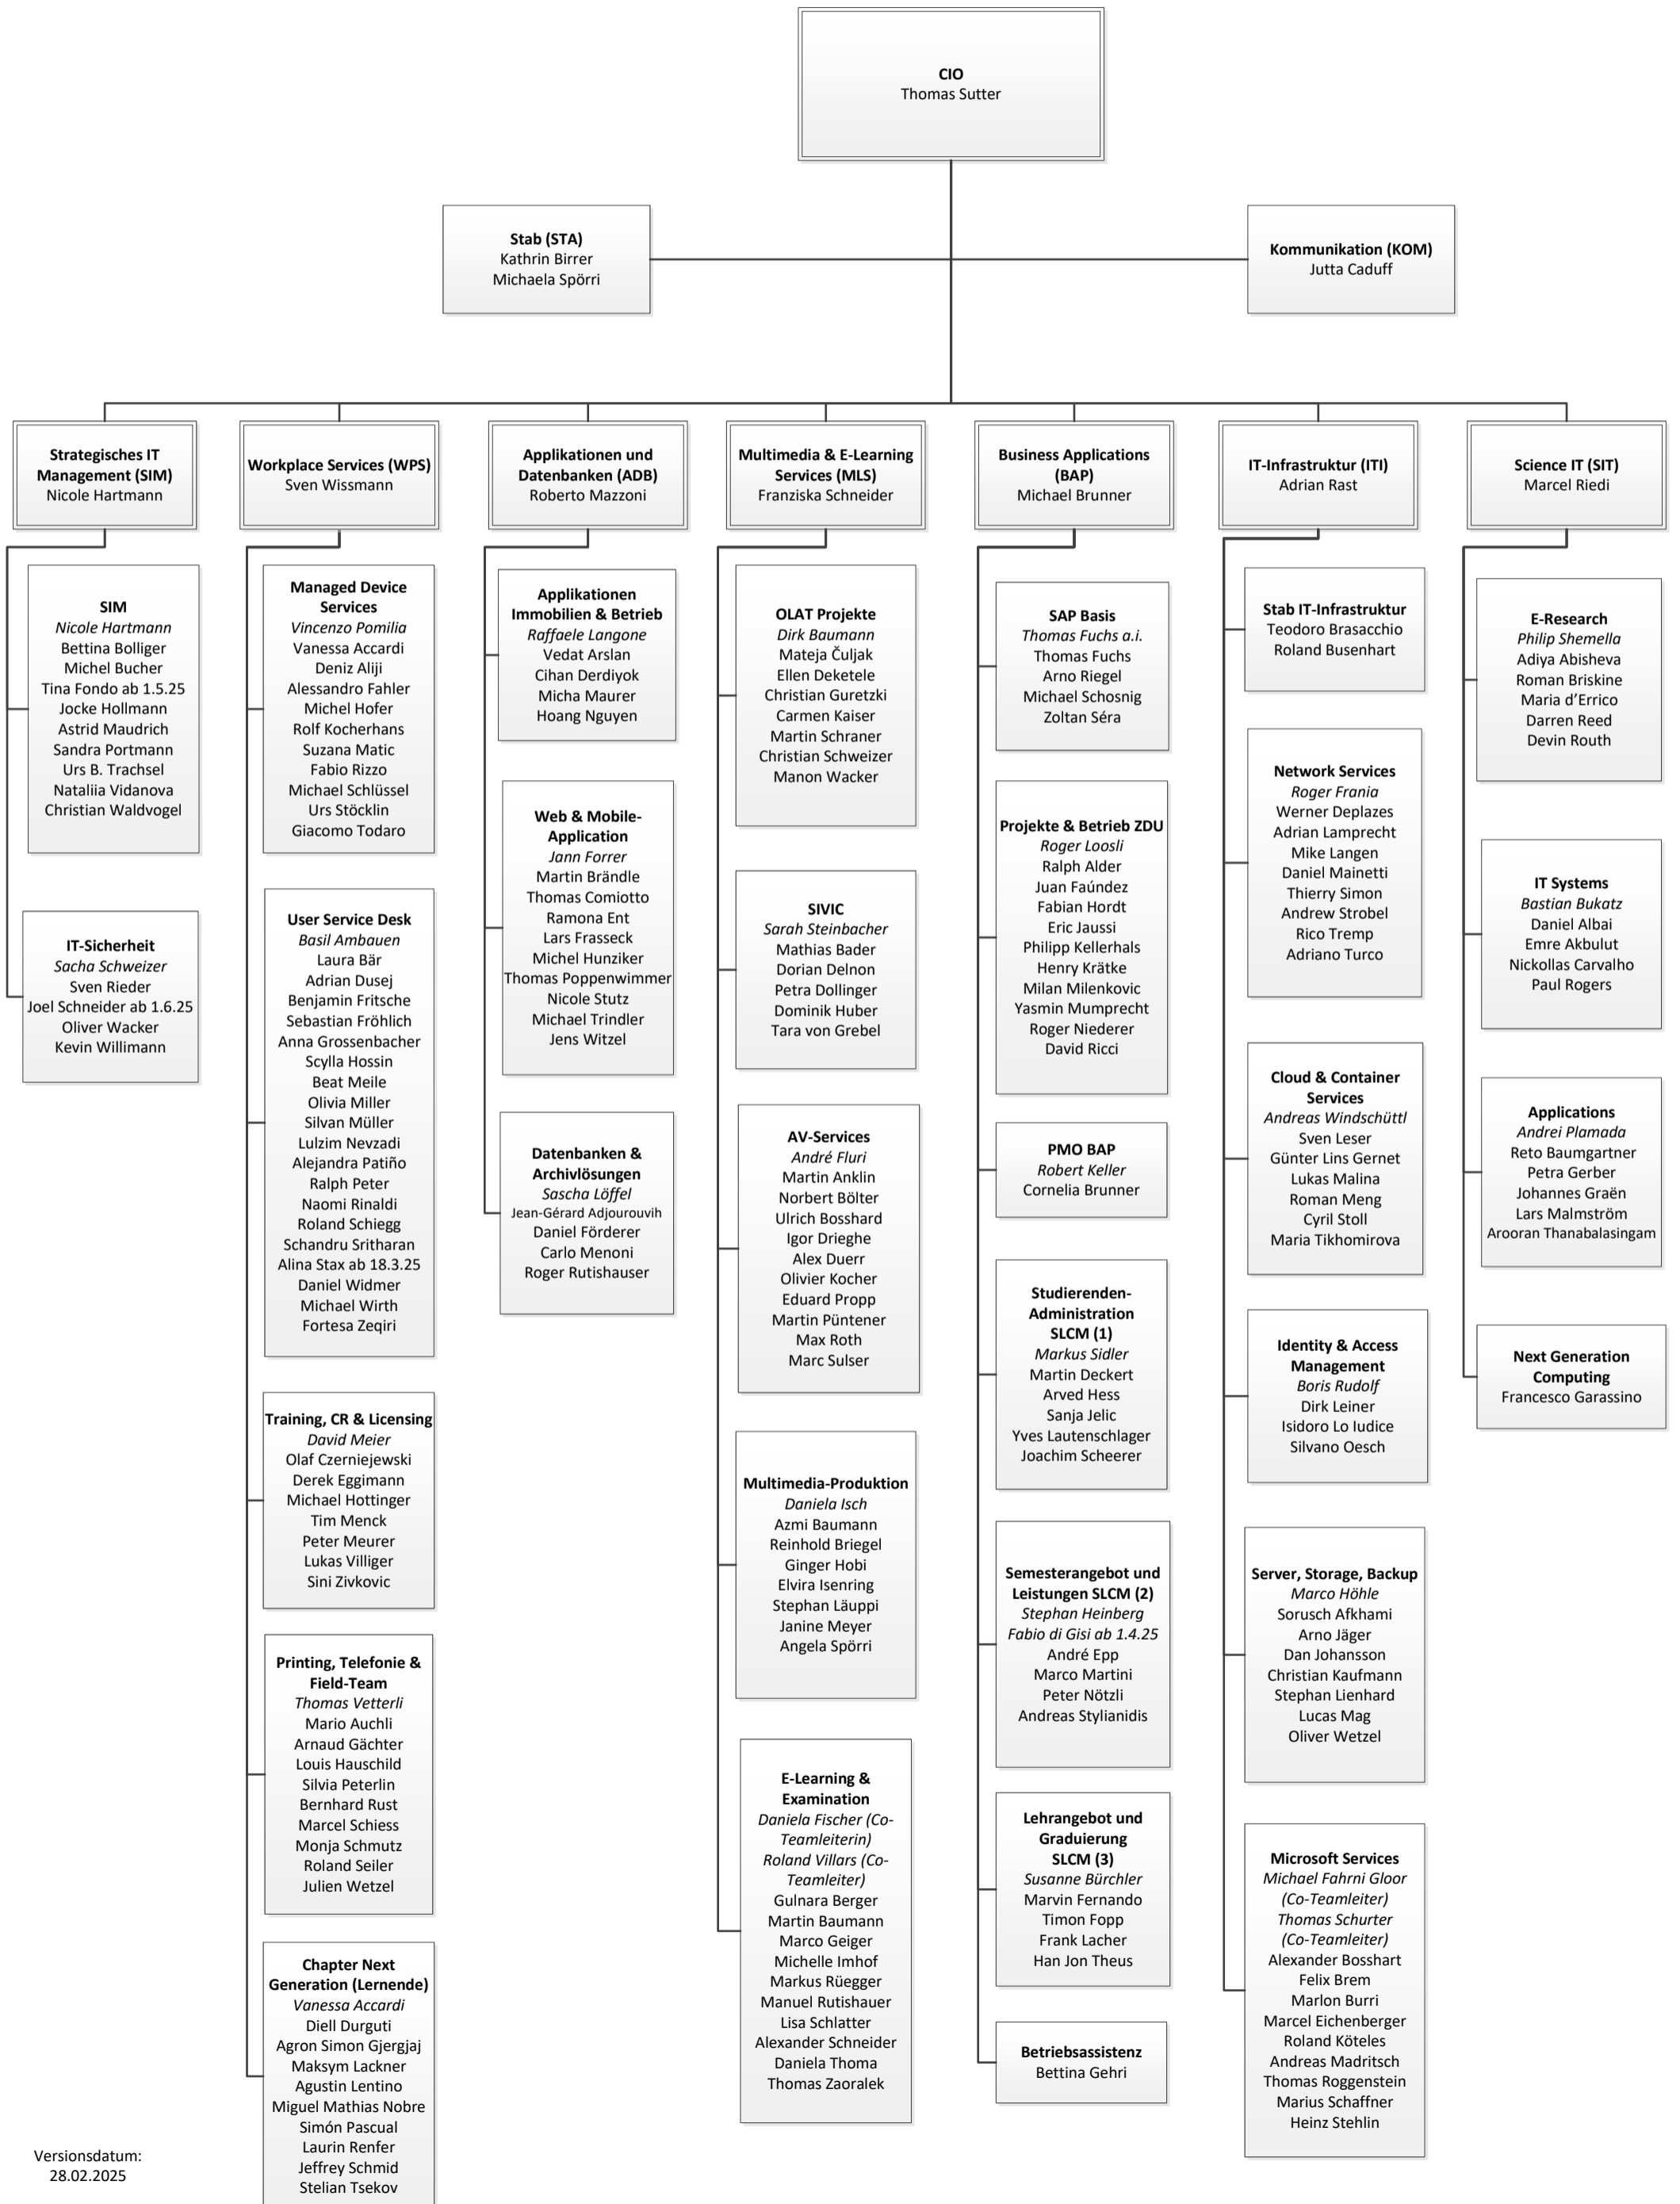 CIO
Thomas Sutter
Stab (STA)
Kathrin Birrer
Michaela Spörri
Kommunikation (KOM)
Jutta Caduff
Strategisches IT
Management (SIM)
Nicole Hartmann
Workplace Services (WPS)
Sven Wissmann
Applikationen und
Datenbanken (ADB)
Roberto Mazzoni
Multimedia & E-Learning
Services (MLS)
Franziska Schneider
Business Applications
(BAP)
Michael Brunner
IT-Infrastruktur (ITI)
Adrian Rast
Science IT (SIT)
Marcel Riedi
SIM
Nicole Hartmann
Bettina Bolliger
Michel Bucher
Tina Fondo ab 1.5.25
Jocke Hollmann
Astrid Maudrich
Sandra Portmann
Urs B. Trachsel
Nataliia Vidanova
Christian Waldvogel
IT-Sicherheit
Sacha Schweizer
Sven Rieder
Joel Schneider ab 1.6.25
Oliver Wacker
Kevin Willimann
Managed Device
Services
Vincenzo Pomilia
Vanessa Accardi
Deniz Aliji
Alessandro Fahler
Michel Hofer
Rolf Kocherhans
Suzana Matic
Fabio Rizzo
Michael Schlüssel
Urs Stöcklin
Giacomo Todaro
User Service Desk
Basil Ambauen
Laura Bär
Adrian Dusej
Benjamin Fritsche
Sebastian Fröhlich
Anna Grossenbacher
Scylla Hossin
Beat Meile
Olivia Miller
Silvan Müller
Lulzim Nevzadi
Alejandra Patiño
Ralph Peter
Naomi Rinaldi
Roland Schiegg
Schandru Sritharan
Alina Stax ab 18.3.25
Daniel Widmer
Michael Wirth
Fortesa Zeqiri
Training, CR & Licensing
David Meier
Olaf Czerniejewski
Derek Eggimann
Michael Hottinger
Tim Menck
Peter Meurer
Lukas Villiger
Sini Zivkovic
Printing, Telefonie &
Field-Team
Thomas Vetterli
Mario Auchli
Arnaud Gächter
Louis Hauschild
Silvia Peterlin
Bernhard Rust
Marcel Schiess
Monja Schmutz
Roland Seiler
Julien Wetzel
Chapter Next
Generation (Lernende)
Vanessa Accardi
Diell Durguti
Agron Simon Gjergjaj
Maksym Lackner
Agustin Lentino
Miguel Mathias Nobre
Simón Pascual
Laurin Renfer
Jeffrey Schmid
Stelian Tsekov
Applikationen
Immobilien & Betrieb
Raffaele Langone
Vedat Arslan
Cihan Derdiyok
Micha Maurer
Hoang Nguyen
Web & Mobile-
Application
Jann Forrer
Martin Brändle
Thomas Comiotto
Ramona Ent
Lars Frasseck
Michel Hunziker
Thomas Poppenwimmer
Nicole Stutz
Michael Trindler
Jens Witzel
Datenbanken &
Archivlösungen
Sascha Löffel
Jean-Gérard Adjourouvih
Daniel Förderer
Carlo Menoni
Roger Rutishauser
OLAT Projekte
Dirk Baumann
Mateja Čuljak
Ellen Deketele
Christian Guretzki
Carmen Kaiser
Martin Schraner
Christian Schweizer
Manon Wacker
SIVIC
Sarah Steinbacher
Mathias Bader
Dorian Delnon
Petra Dollinger
Dominik Huber
Tara von Grebel
AV-Services
André Fluri
Martin Anklin
Norbert Bölter
Ulrich Bosshard
Igor Drieghe
Alex Duerr
Olivier Kocher
Eduard Propp
Martin Püntener
Max Roth
Marc Sulser
Multimedia-Produktion
Daniela Isch
Azmi Baumann
Reinhold Briegel
Ginger Hobi
Elvira Isenring
Stephan Läuppi
Janine Meyer
Angela Spörri
E-Learning &
Examination
Daniela Fischer (Co-
Teamleiterin)
Roland Villars (Co-
Teamleiter)
Gulnara Berger
Martin Baumann
Marco Geiger
Michelle Imhof
Markus Rüegger
Manuel Rutishauer
Lisa Schlatter
Alexander Schneider
Daniela Thoma
Thomas Zaoralek
SAP Basis
Thomas Fuchs a.i.
Thomas Fuchs
Arno Riegel
Michael Schosnig
Zoltan Séra
Projekte & Betrieb ZDU
Roger Loosli
Ralph Alder
Juan Faúndez
Fabian Hordt
Eric Jaussi
Philipp Kellerhals
Henry Krätke
Milan Milenkovic
Yasmin Mumprecht
Roger Niederer
David Ricci
PMO BAP
Robert Keller
Cornelia Brunner
Studierenden-
Administration
SLCM (1)
Markus Sidler
Martin Deckert
Arved Hess
Sanja Jelic
Yves Lautenschlager
Joachim Scheerer
Semesterangebot und
Leistungen SLCM (2)
Stephan Heinberg
Fabio di Gisi ab 1.4.25
André Epp
Marco Martini
Peter Nötzli
Andreas Stylianidis
Lehrangebot und
Graduierung
SLCM (3)
Susanne Bürchler
Marvin Fernando
Timon Fopp
Frank Lacher
Han Jon Theus
Betriebsassistenz
Bettina Gehri
Stab IT-Infrastruktur
Teodoro Brasacchio
Roland Busenhart
Network Services
Roger Frania
Werner Deplazes
Adrian Lamprecht
Mike Langen
Daniel Mainetti
Thierry Simon
Andrew Strobel
Rico Tremp
Adriano Turco
Cloud & Container
Services
Andreas Windschüttl
Sven Leser
Günter Lins Gernet
Lukas Malina
Roman Meng
Cyril Stoll
Maria Tikhomirova
Identity & Access
Management
Boris Rudolf
Dirk Leiner
Isidoro Lo Iudice
Silvano Oesch
Server, Storage, Backup
Marco Höhle
Sorusch Afkhami
Arno Jäger
Dan Johansson
Christian Kaufmann
Stephan Lienhard
Lucas Mag
Oliver Wetzel
Microsoft Services
Michael Fahrni Gloor
(Co-Teamleiter)
Thomas Schurter
(Co-Teamleiter)
Alexander Bosshart
Felix Brem
Marlon Burri
Marcel Eichenberger
Roland Köteles
Andreas Madritsch
Thomas Roggenstein
Marius Schaffner
Heinz Stehlin
E-Research
Philip Shemella
Adiya Abisheva
Roman Briskine
Maria d’Errico
Darren Reed
Devin Routh
IT Systems
Bastian Bukatz
Daniel Albai
Emre Akbulut
Nickollas Carvalho
Paul Rogers
Applications
Andrei Plamada
Reto Baumgartner
Petra Gerber
Johannes Graën
Lars Malmström
Arooran Thanabalasingam
Next Generation
Computing
Francesco Garassino
Versionsdatum:
28.02.2025